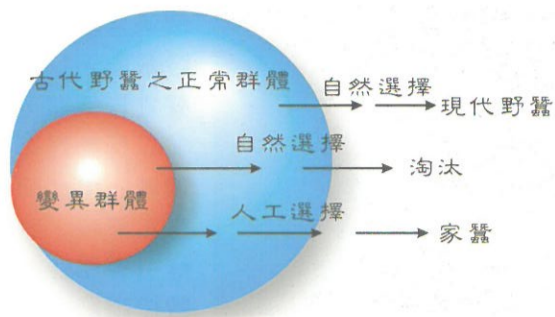 古代野蠶之正常群體
自然選擇
現代野蠶
自然選擇
淘汰
變異群體
人工選擇
家蠶